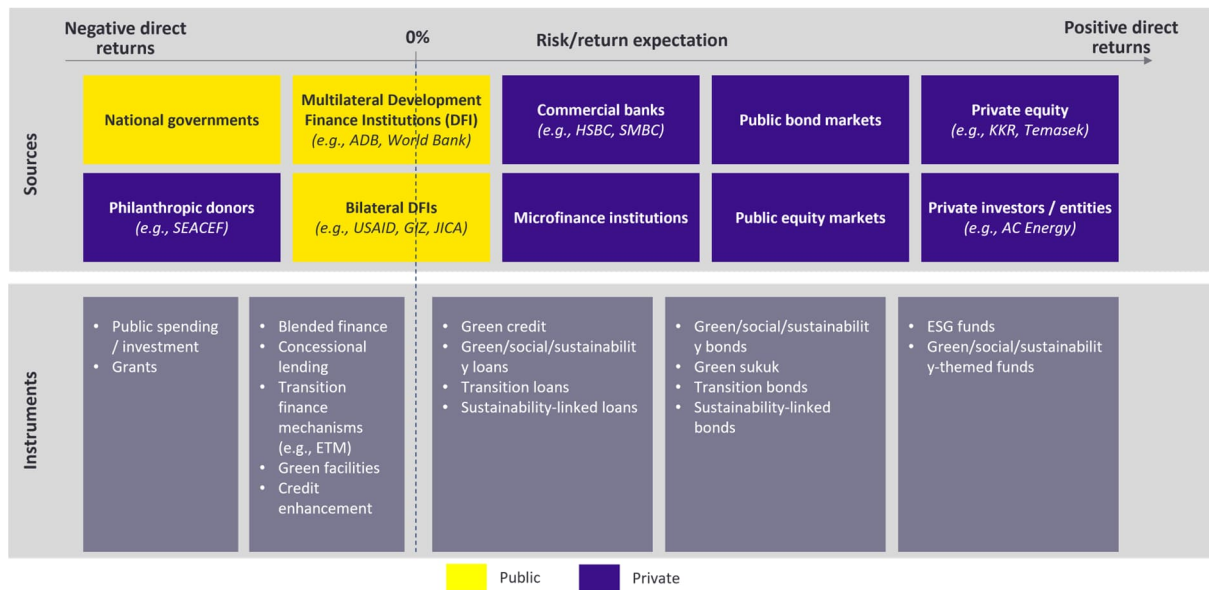 Negative direct
returns
0%
Risk/return expectation
Positive direct
returns
Sources
National governments
Multilateral Development
Finance Institutions (DFI)
(e.g., ADB, World Bank)
Commercial banks
(e.g., HSBC, SMBC)
Public bond markets
Private equity
(e.g., KKR, Temasek)
Philanthropic donors
(e.g., SEACEF)
Bilateral DFIs
(e.g., USAID, GIZ, JICA)
Microfinance institutions
Public equity markets
Private investors / entities
(e.g., AC Energy)
Instruments
• Public spending
/ investment
• Grants
• Blended finance
• Concessional
lending
• Transition
finance
mechanisms
(e.g., ETM)
• Green facilities
• Credit
enhancement
• Green credit
• Green/social/sustainabilit
y loans
• Transition loans
• Sustainability-linked loans
• Green/social/sustainabilit
y bonds
• Green sukuk
• Transition bonds
• Sustainability-linked
bonds
• ESG funds
• Green/social/sustainabilit
y-themed funds
Public
Private